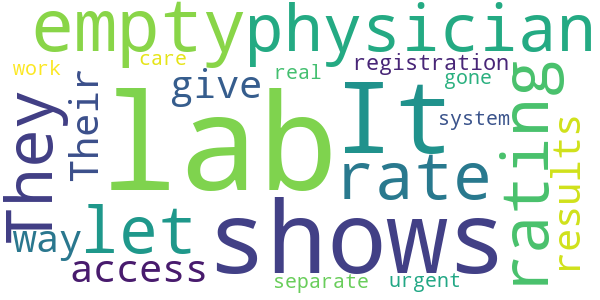 empty physician
work care real registration
gone
They Their give It rating
lab system
rate results
way let shows
access
separate urgent